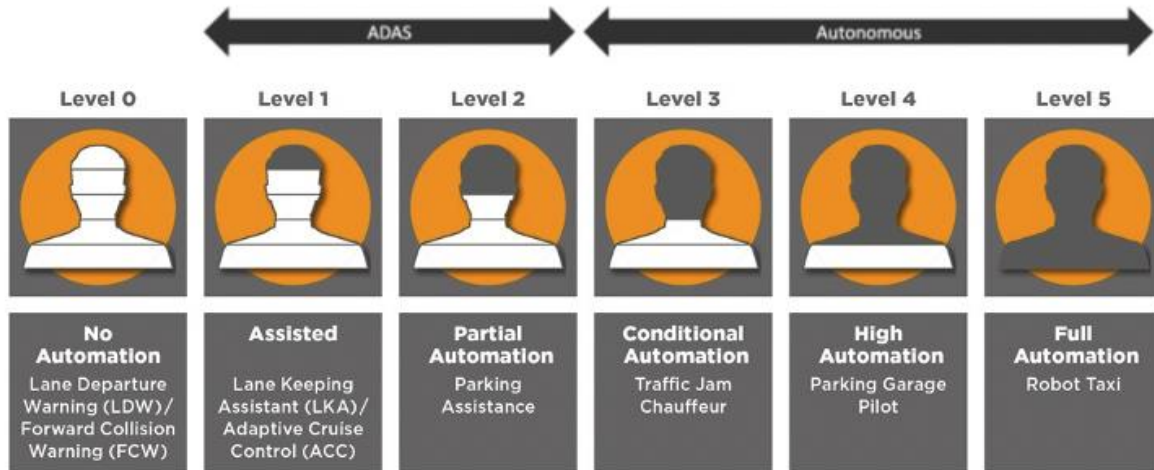 ADAS
Autonomous
Level 0
Level 1
Level 2
Level 3
Level 4
Level 5
No
Automation
Lane Departure
Warning (LDW)/
Forward Collision
Warning (FCW)
Assisted
Lane Keeping
Assistant (LKA)/
Adaptive Cruise
Control (ACC)
Partial
Automation
Parking
Assistance
Conditional
Automation
Traffic Jam
Chauffeur
High
Automation
Parking Garage
Pilot
Full
Automation
Robot Taxi